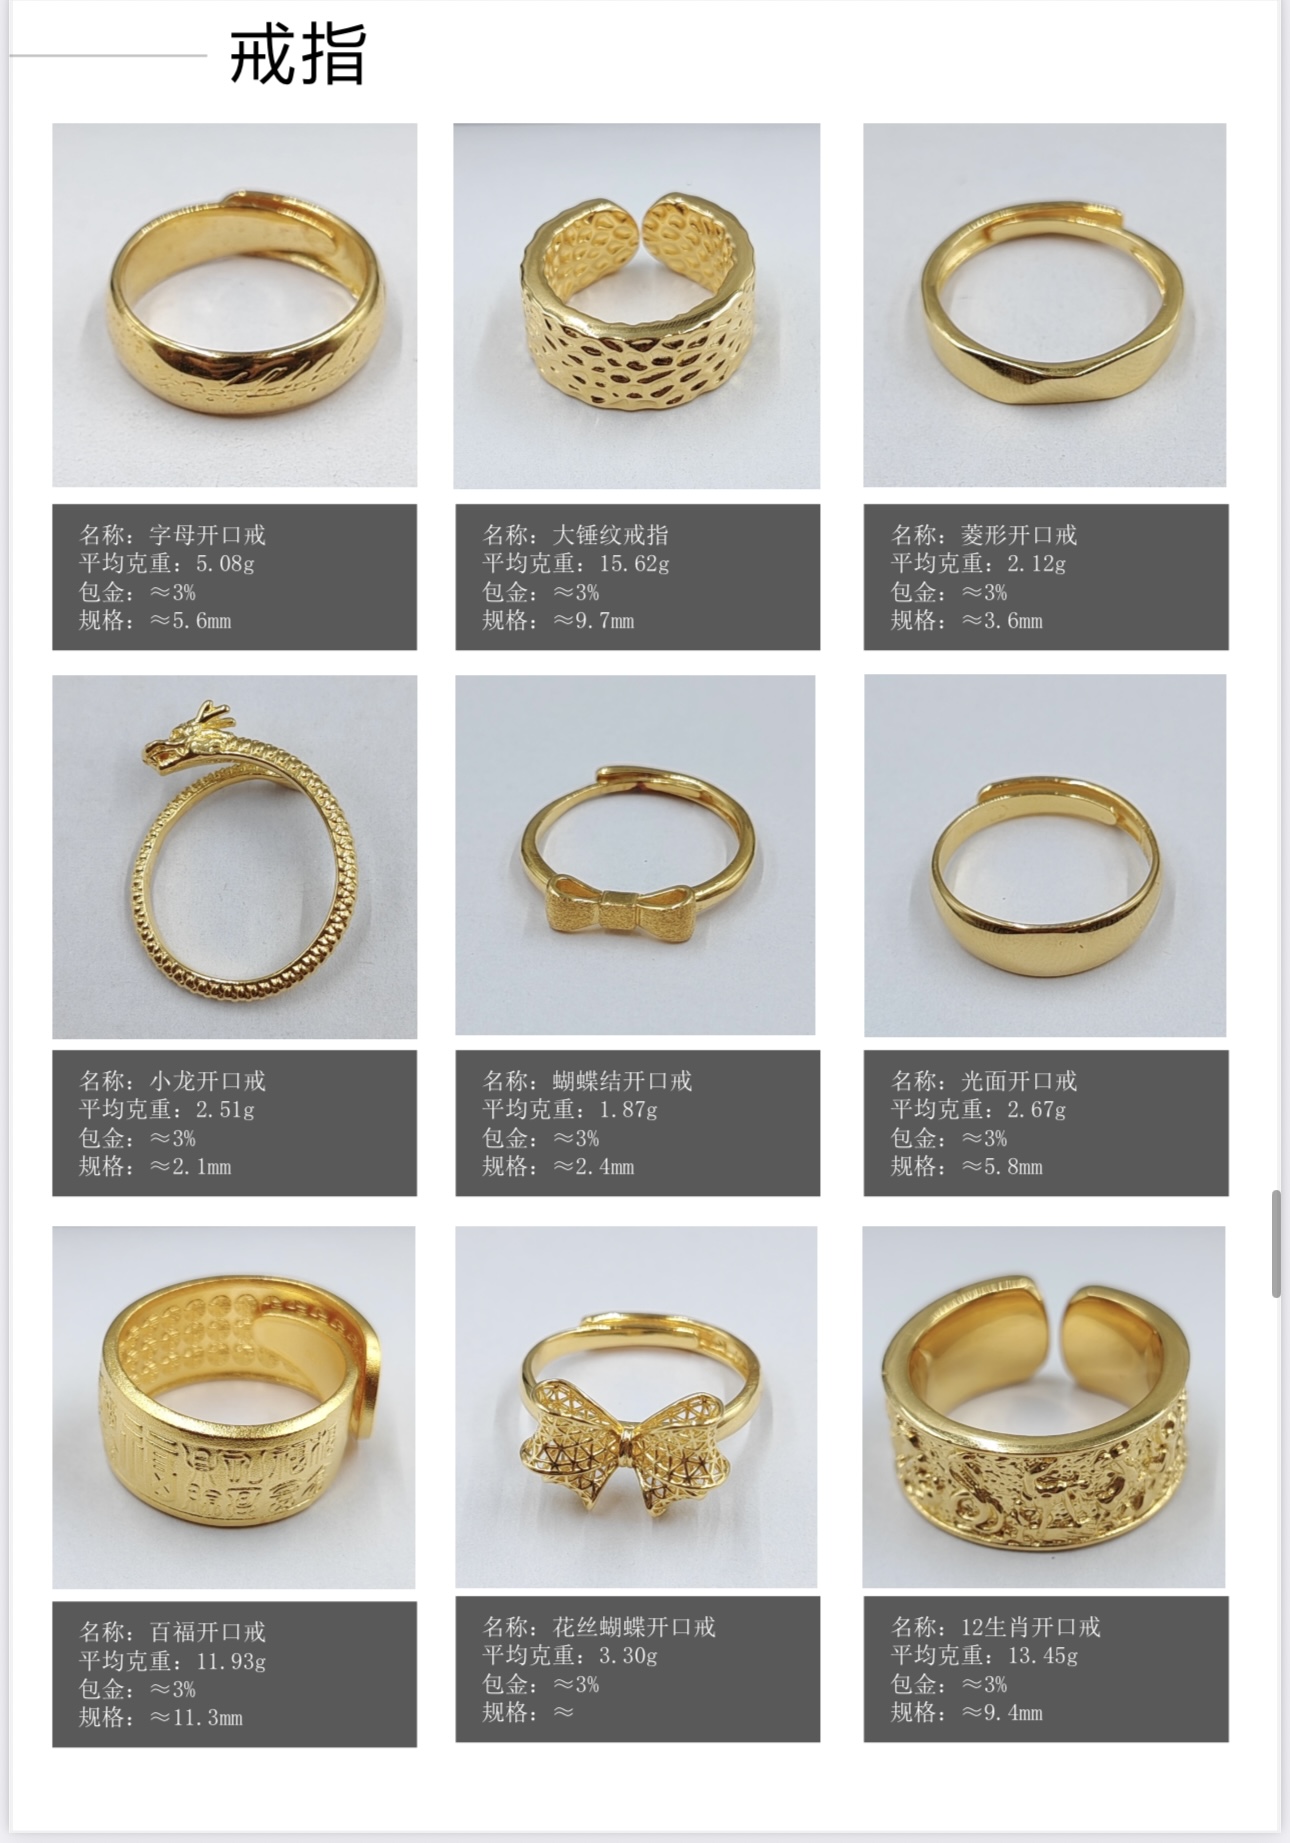 戒指
名称：字母开口戒
平均克重：5.08g
包金：≈3%
规格：≈5.6mm
名称：大锤纹戒指
平均克重：15.62g
包金：≈3%
规格：≈9.7mm
名称：菱形开口戒
平均克重：2.12g
包金：≈3%
规格：≈3.6mm
名称：小龙开口戒
平均克重：2.51g
包金：≈3%
规格：≈2.1mm
名称：蝴蝶结开口戒
平均克重：1.87g
包金：≈3%
规格：≈2.4mm
名称：光面开口戒
平均克重：2.67g
包金：≈3%
规格：≈5.8mm
名称：百福开口戒
平均克重：11.93g
包金：≈3%
规格：≈11.3mm
名称：花丝蝴蝶开口戒
平均克重：3.30g
包金：≈3%
规格：≈
名称：12生肖开口戒
平均克重：13.45g
包金：≈3%
规格：≈9.4mm